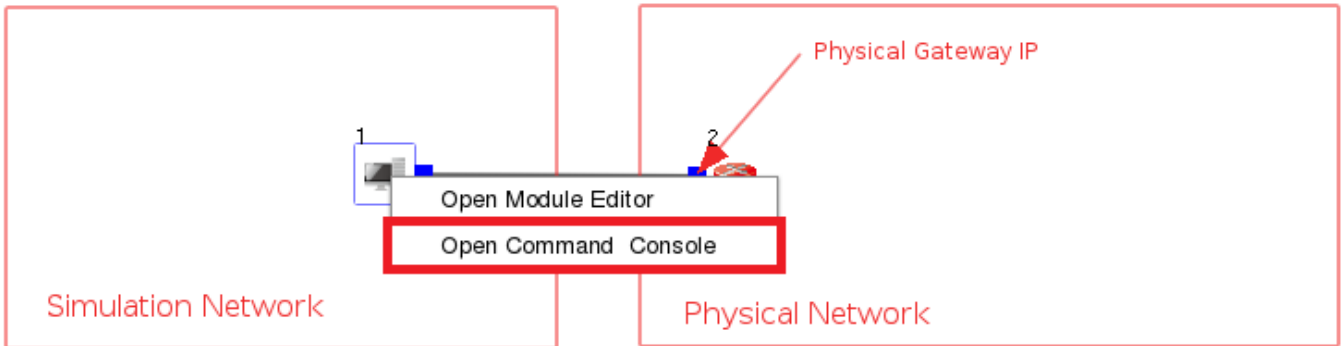 Physical Gateway IP
1
2
Open Module Editor
Open Command Console
Simulation Network
Physical Network